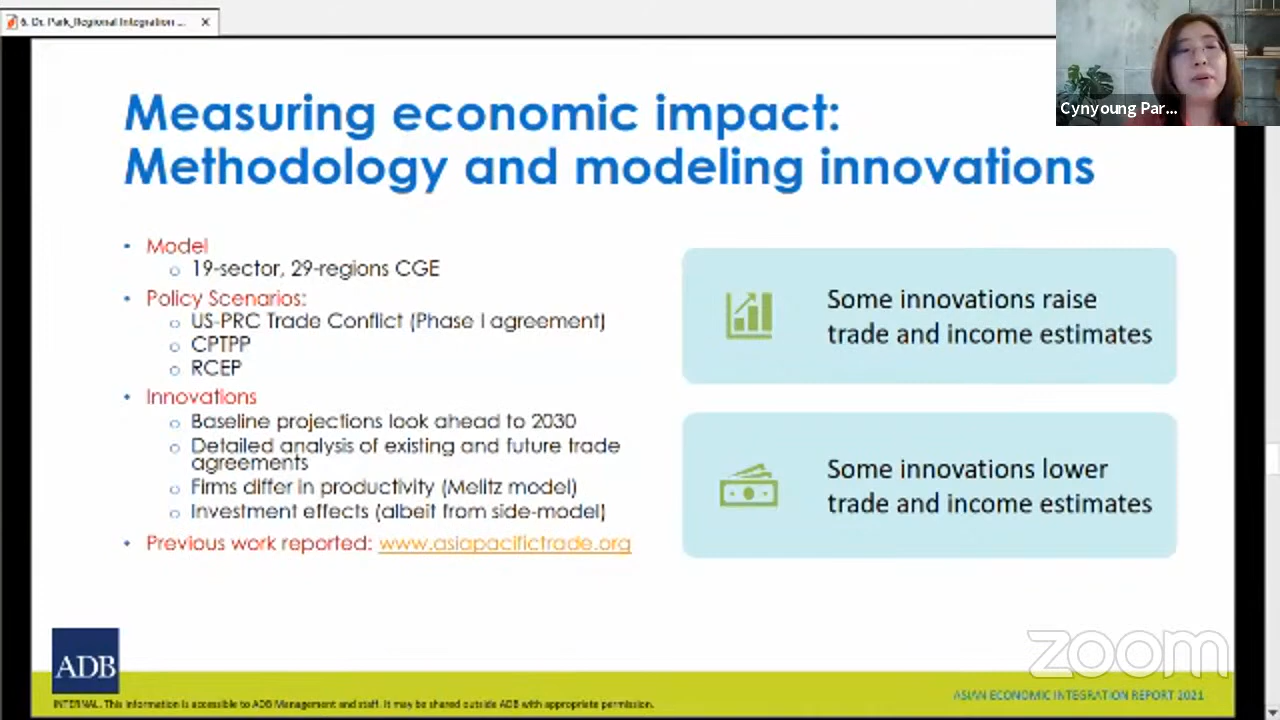 6. Dr. Park_Regional Integration ...
Cynyoung Par...
Measuring economic impact:
Methodology and modeling innovations
• Model
o 19-sector, 29-regions CGE
• Policy Scenarios:
o US-PRC Trade Conflict (Phase I agreement)
o CPTPP
o RCEP
• Innovations
o Baseline projections look ahead to 2030
o Detailed analysis of existing and future trade
agreements
o Firms differ in productivity (Melitz model)
o Investment effects (albeit from side-model)
• Previous work reported: www.asiapacifictrade.org
Some innovations raise
trade and income estimates
Some innovations lower
trade and income estimates
ADB
zoom
INTERNAL. This information is accessible to ADB Management and staff. It may be shared outside ADB with appropriate permission.
ASIAN ECONOMIC INTEGRATION REPORT 2021